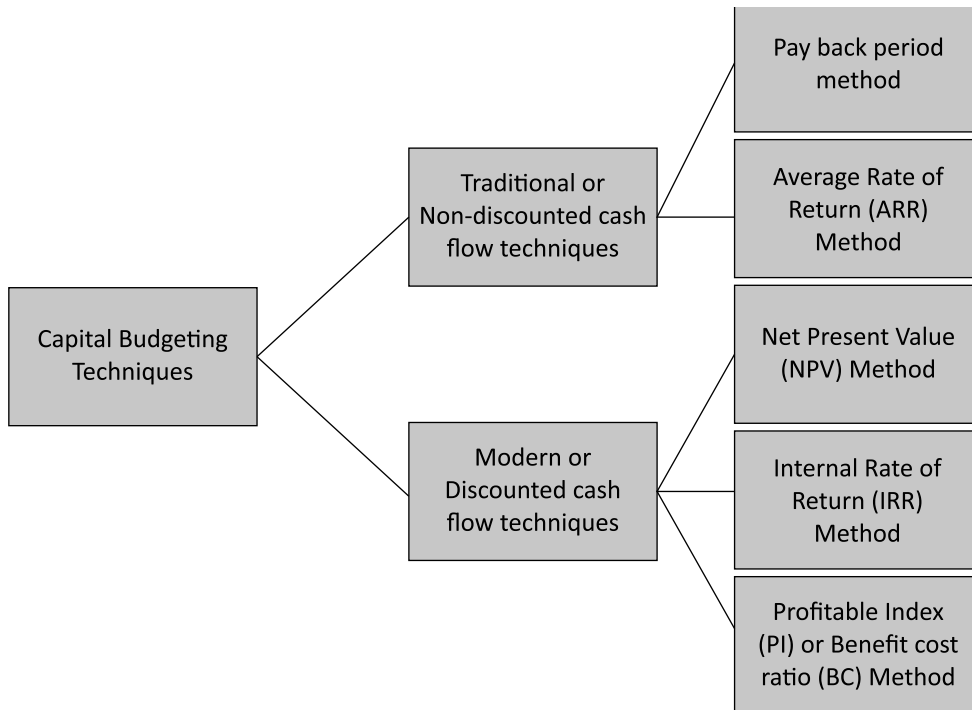 Capital Budgeting
Techniques
Traditional or
Non-discounted cash
flow techniques
Pay back period
method
Average Rate of
Return (ARR)
Method
Modern or
Discounted cash
flow techniques
Net Present Value
(NPV) Method
Internal Rate of
Return (IRR)
Method
Profitable Index
(PI) or Benefit cost
ratio (BC) Method